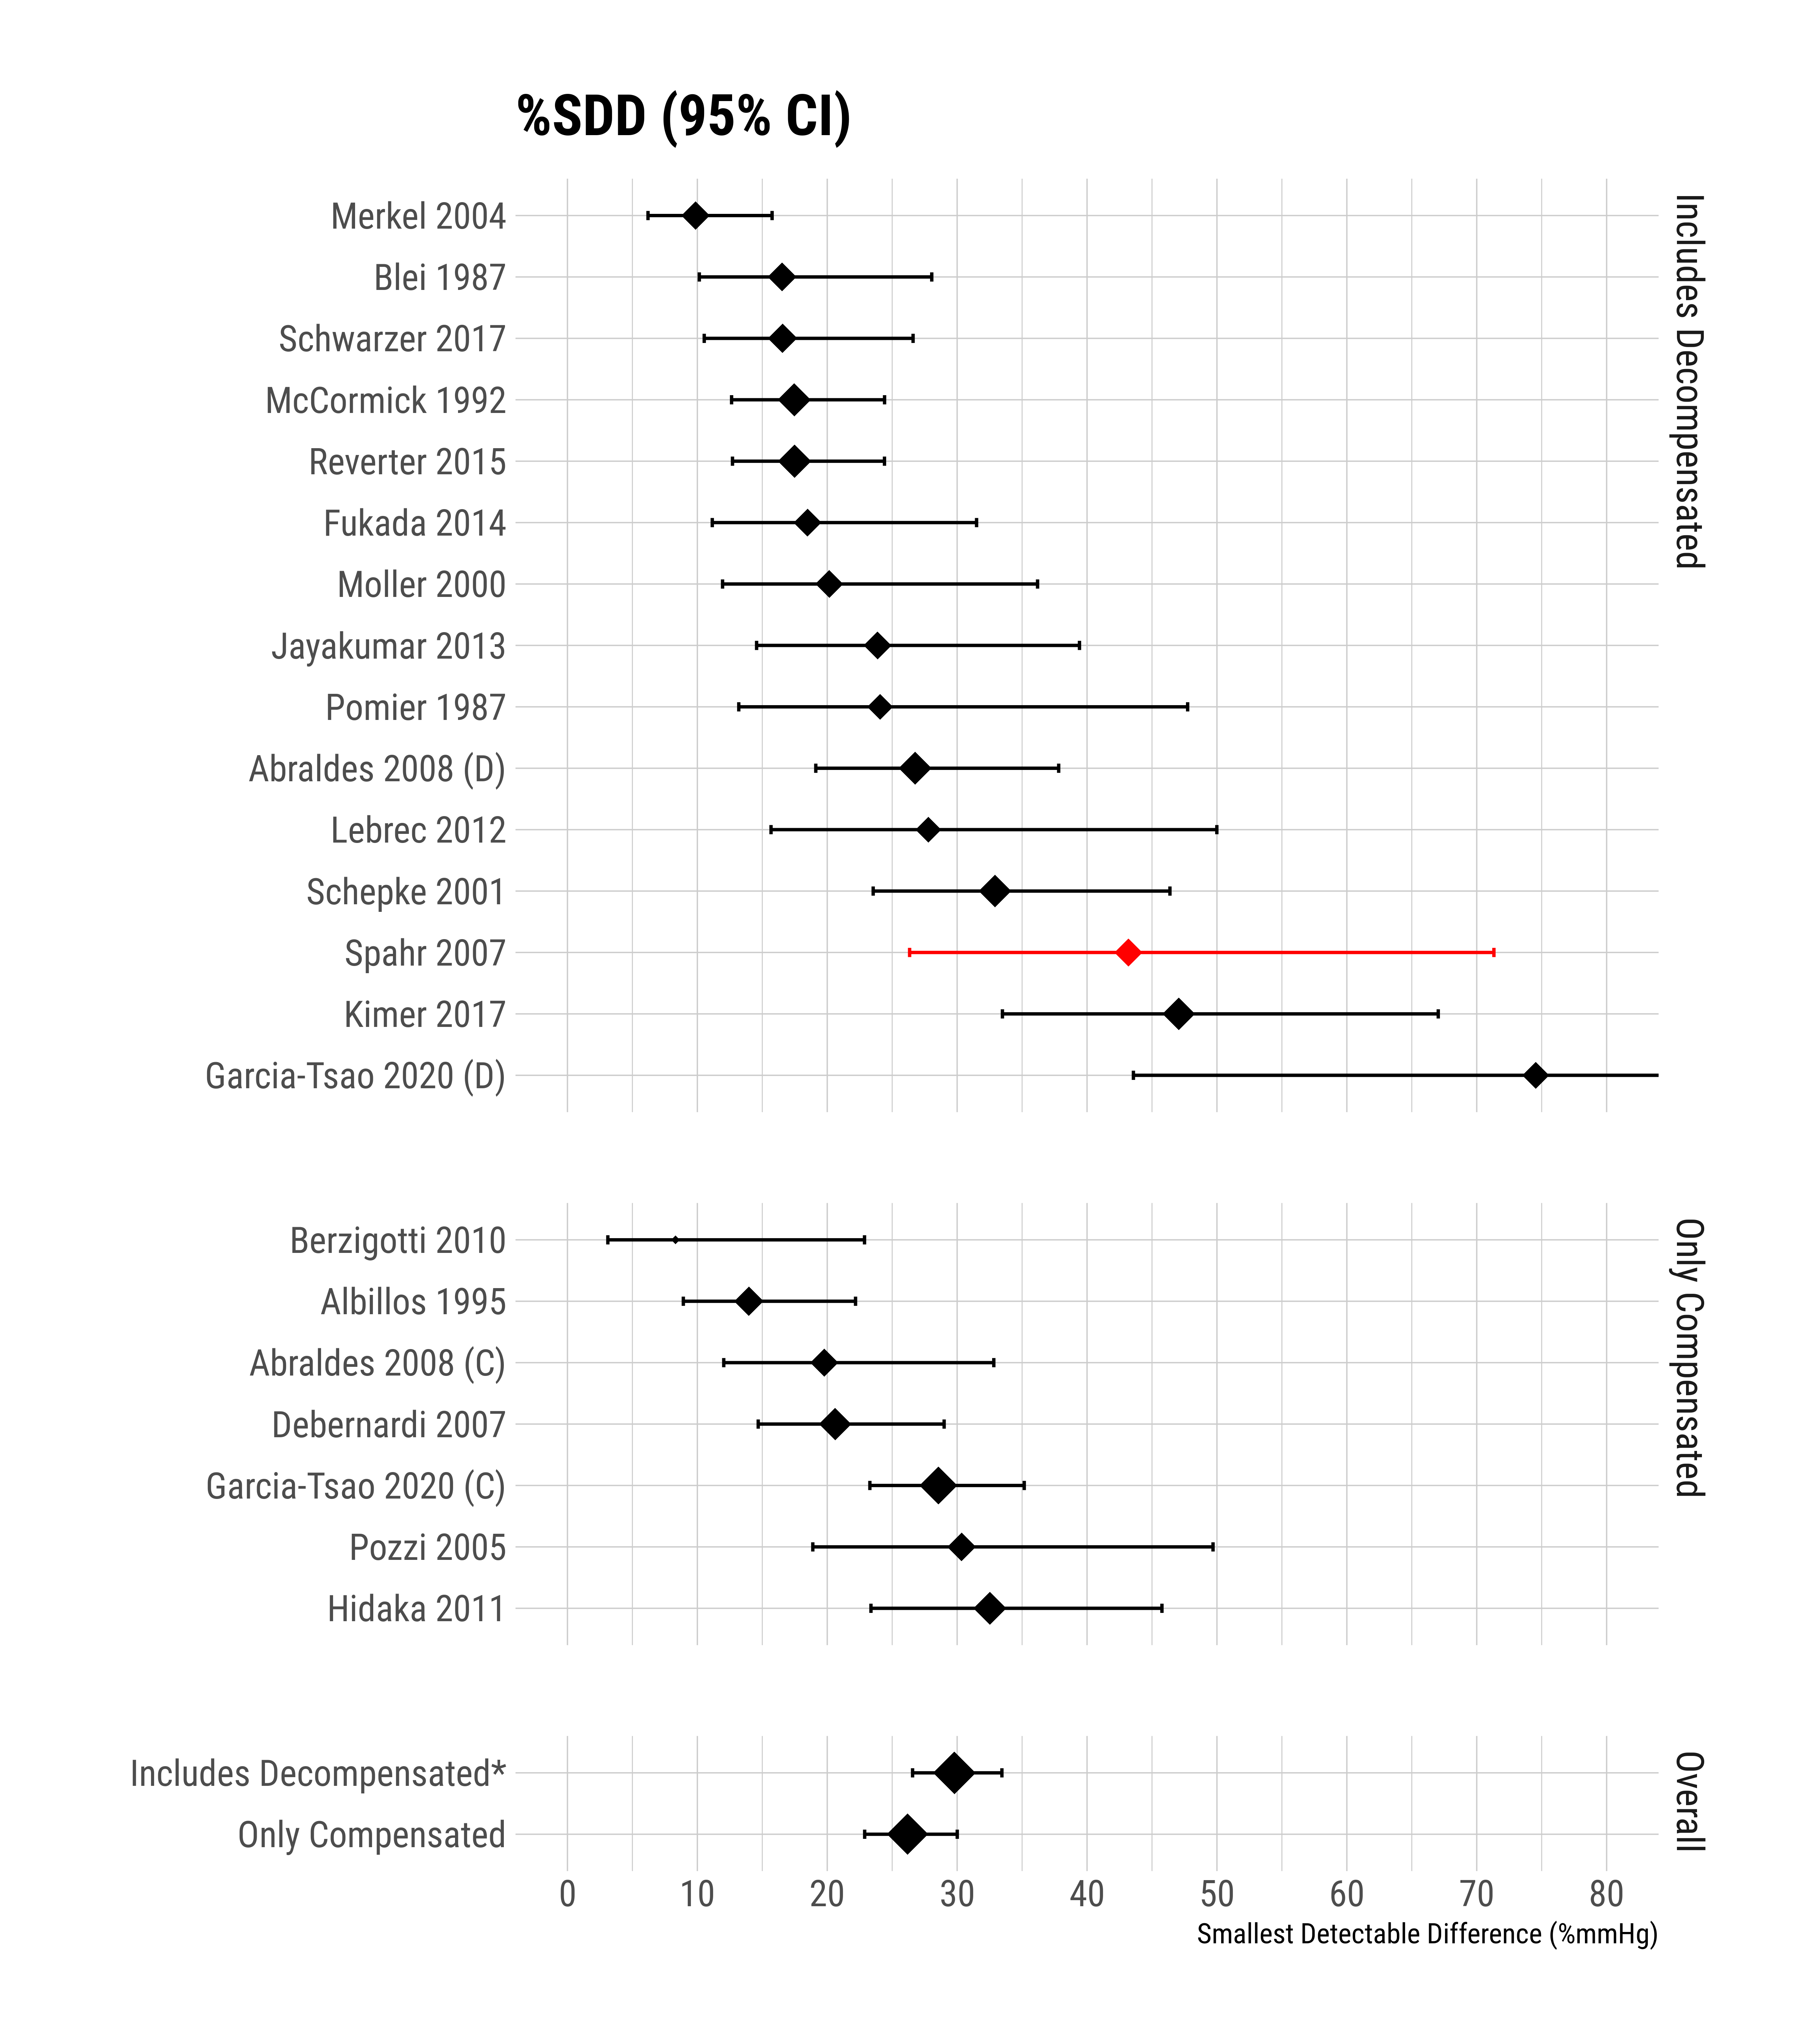 %SDD (95% CI)
Includes Decompensated
Merkel 2004
Blei 1987
Schwarzer 2017
McCormick 1992
Reverter 2015
Fukada 2014
Moller 2000
Jayakumar 2013
Pomier 1987
Abraldes 2008 (D)
Lebrec 2012
Schepke 2001
Spahr 2007
Kimer 2017
Garcia-Tsao 2020 (D)
Only Compensated
Berzigotti 2010
Albillos 1995
Abraldes 2008 (C)
Debernardi 2007
Garcia-Tsao 2020 (C)
Pozzi 2005
Hidaka 2011
Overall
Includes Decompensated*
Only Compensated
0 10 20 30 40 50 60 70 80
Smallest Detectable Difference (%mmHg)